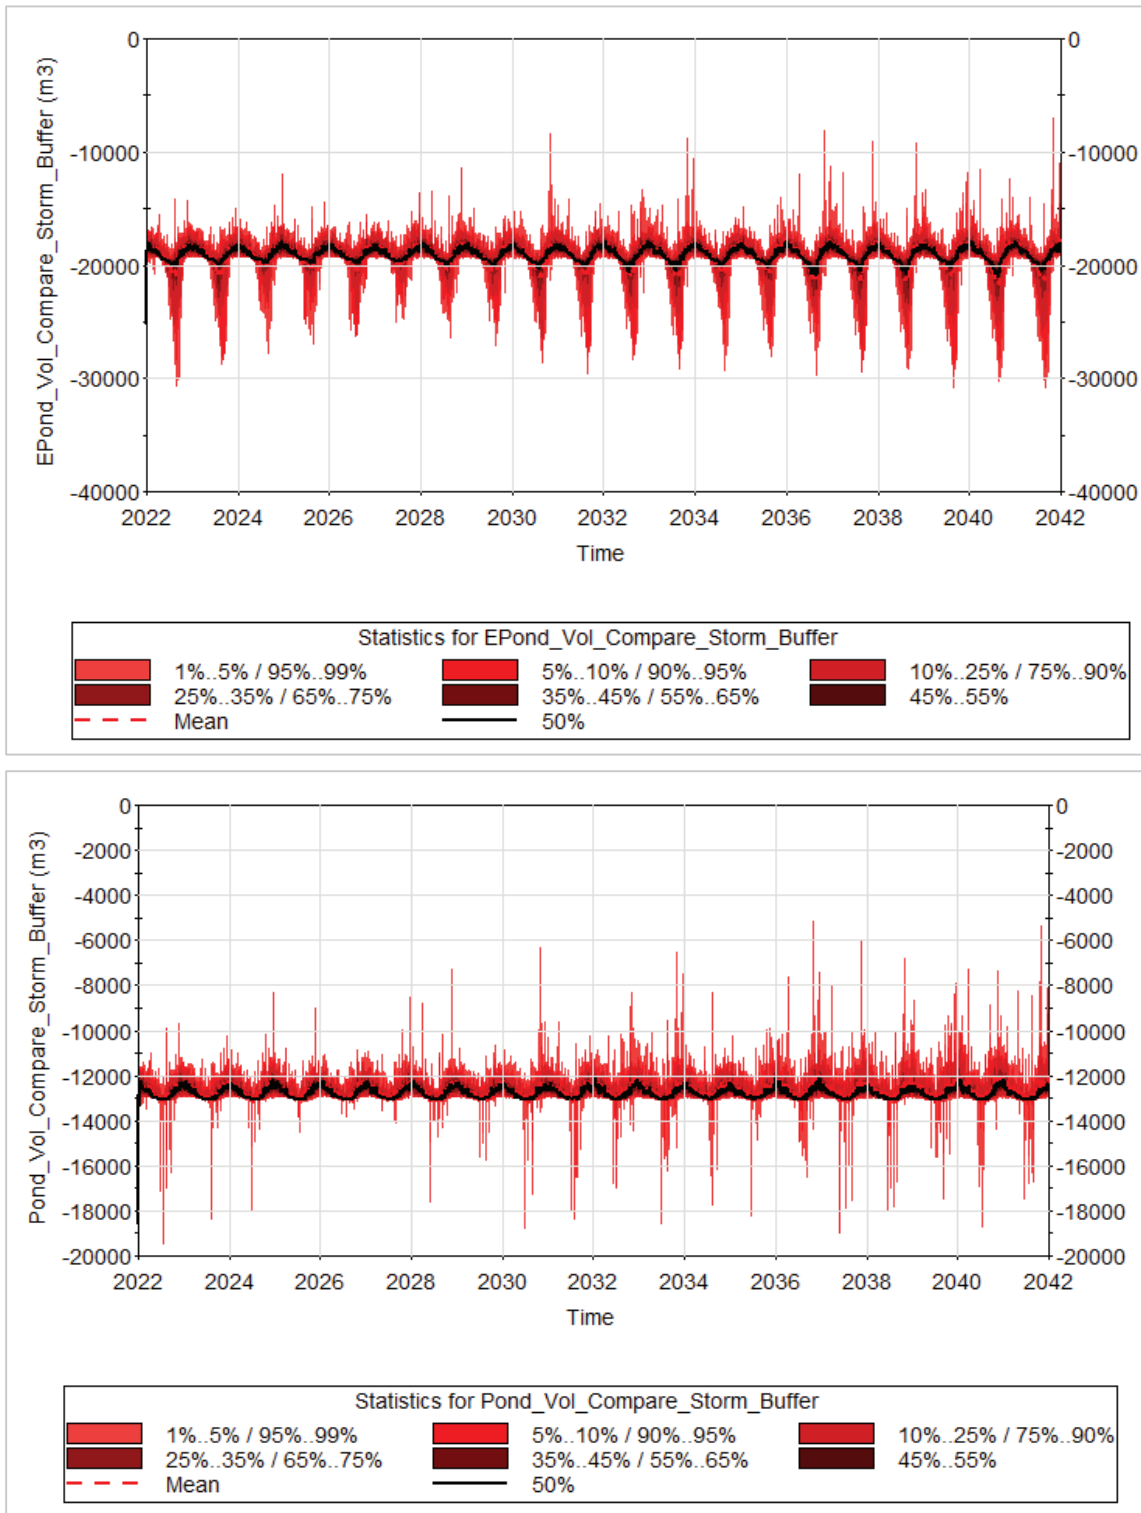 EPond_Vol_Compare_Storm_Buffer (m3)
0 0
-10000 -10000
-20000 -20000
-30000 -30000
-40000 -40000
2022 2024 2026 2028 2030 2032 2034 2036 2038 2040 2042
Time
Statistics for EPond_Vol_Compare_Storm_Buffer
1%..5% / 95%..99% 5%..10% / 90%..95% 10%..25% / 75%..90%
25%..35% / 65%..75% 35%..45% / 55%..65% 45%..55%
Mean 50%
Pond_Vol_Compare_Storm_Buffer (m3)
0 0
-2000 -2000
-4000 -4000
-6000 -6000
-8000 -8000
-10000 -10000
-12000 -12000
-14000 -14000
-16000 -16000
-18000 -18000
-20000 -20000
2022 2024 2026 2028 2030 2032 2034 2036 2038 2040 2042
Time
Statistics for Pond_Vol_Compare_Storm_Buffer
1%..5% / 95%..99% 5%..10% / 90%..95% 10%..25% / 75%..90%
25%..35% / 65%..75% 35%..45% / 55%..65% 45%..55%
Mean 50%